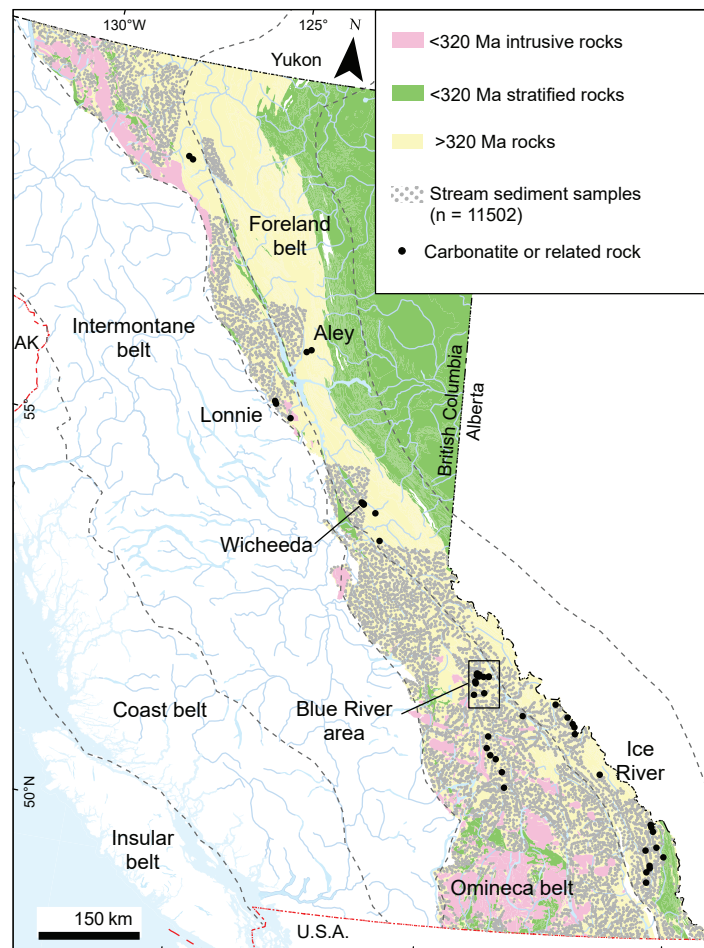 130°W
125°
N
Yukon
<320 Ma intrusive rocks
<320 Ma stratified rocks
>320 Ma rocks
Stream sediment samples
(n = 11502)
Carbonatite or related rock
Foreland
belt
Intermontane
belt
AK
Aley
British Columbia
Alberta
55°
Lonnie
Wicheeda
Blue River
area
Coast belt
Ice
River
50°N
Insular
belt
Omineca belt
150 km
U.S.A.